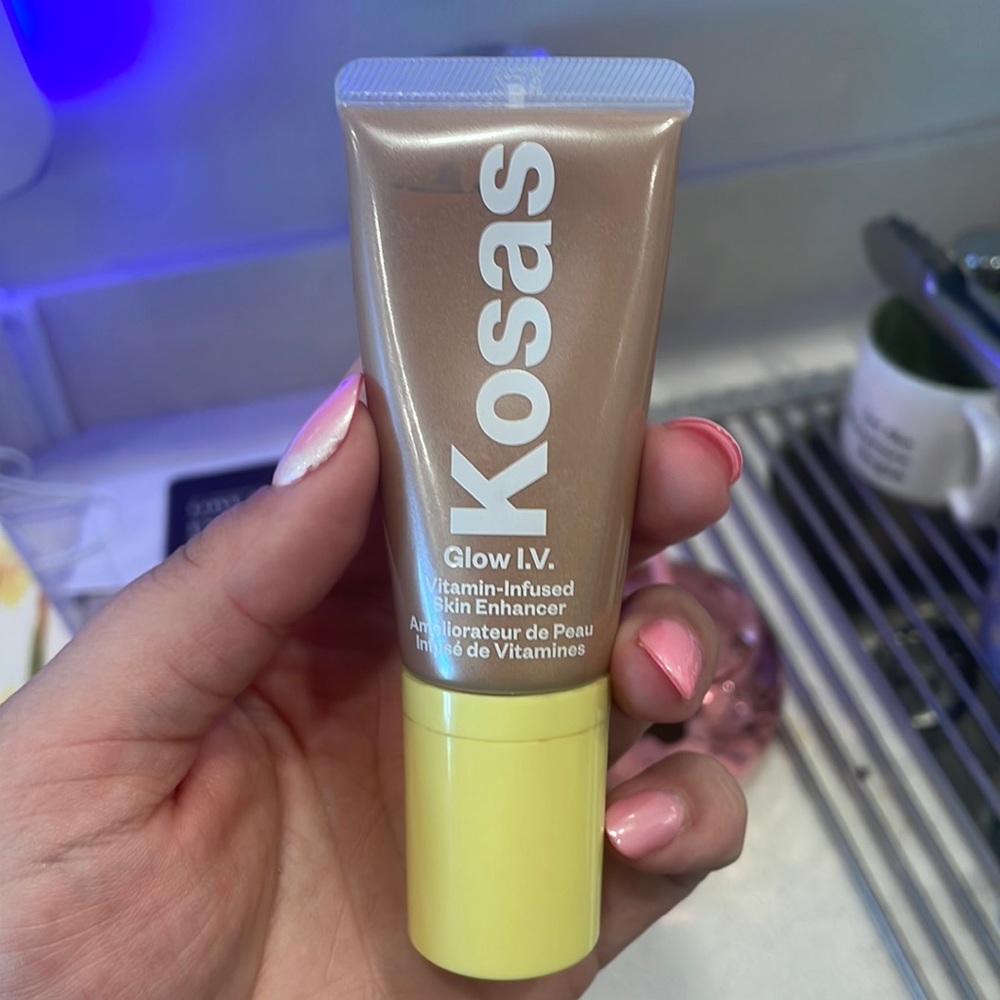 Kosas
Glow I.V.
Vitamin-Infused
Skin Enhancer
Améliorateur de Peau
Infusé de Vitamines